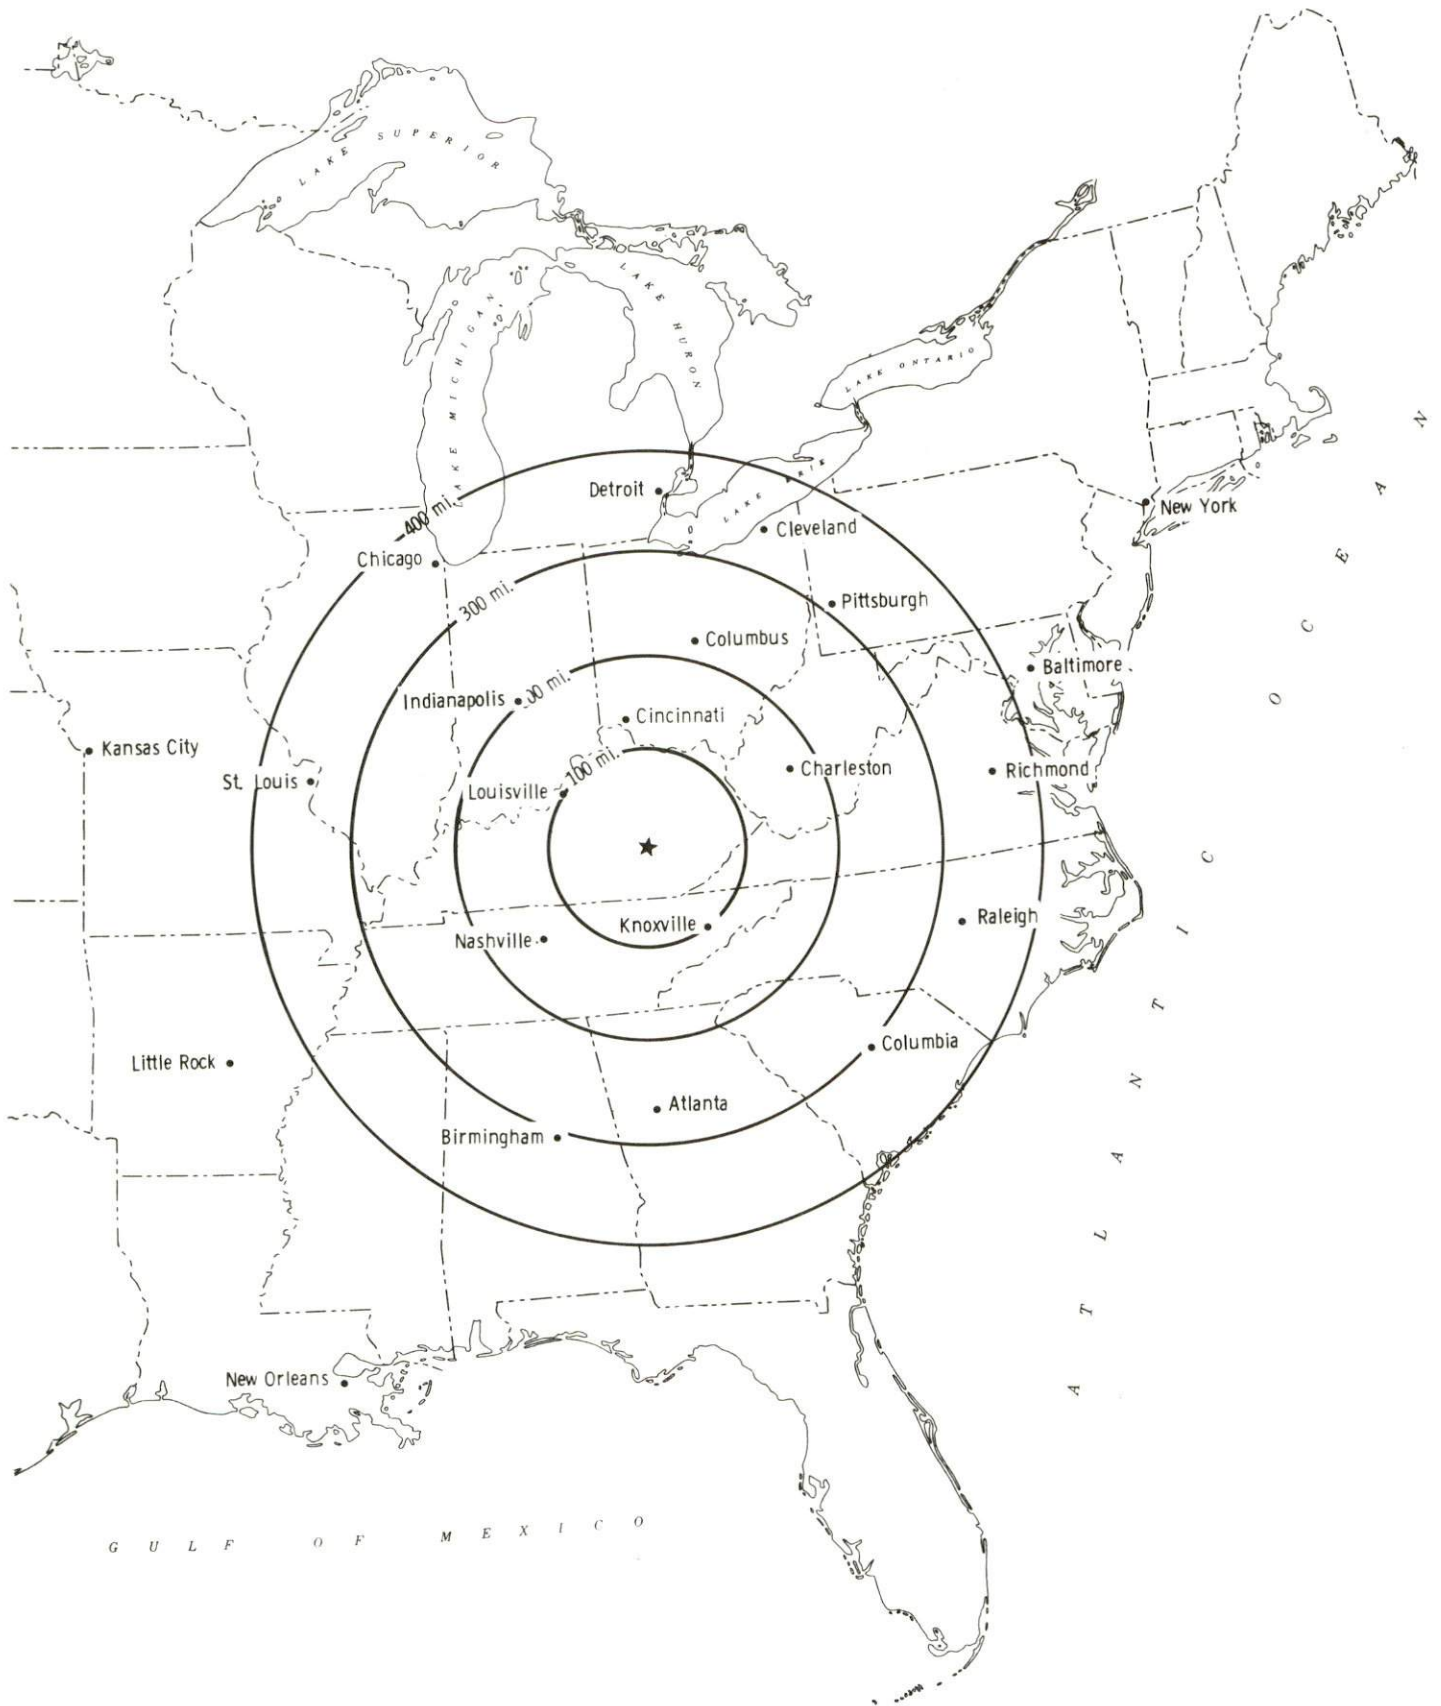 LAKE SUPERIOR
LAKE MICHIGAN
LAKE HURON
LAKE ONTARIO
LAKE ERIE
400 mi.
Detroit
Cleveland
New York
Chicago
300 mi.
Pittsburgh
Columbus
Baltimore
Indianapolis
00 mi.
Cincinnati
Kansas City
St. Louis
100 mi.
Charleston
Richmond
Louisville
Knoxville
Raleigh
Nashville
Columbia
Little Rock
Atlanta
Birmingham
New Orleans
ATLANTIC OCEAN
GULF OF MEXICO